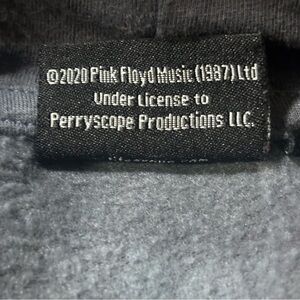 ©2020 Pink Floyd Music (1987) Ltd
Under License to
Perryscope Productions LLC.